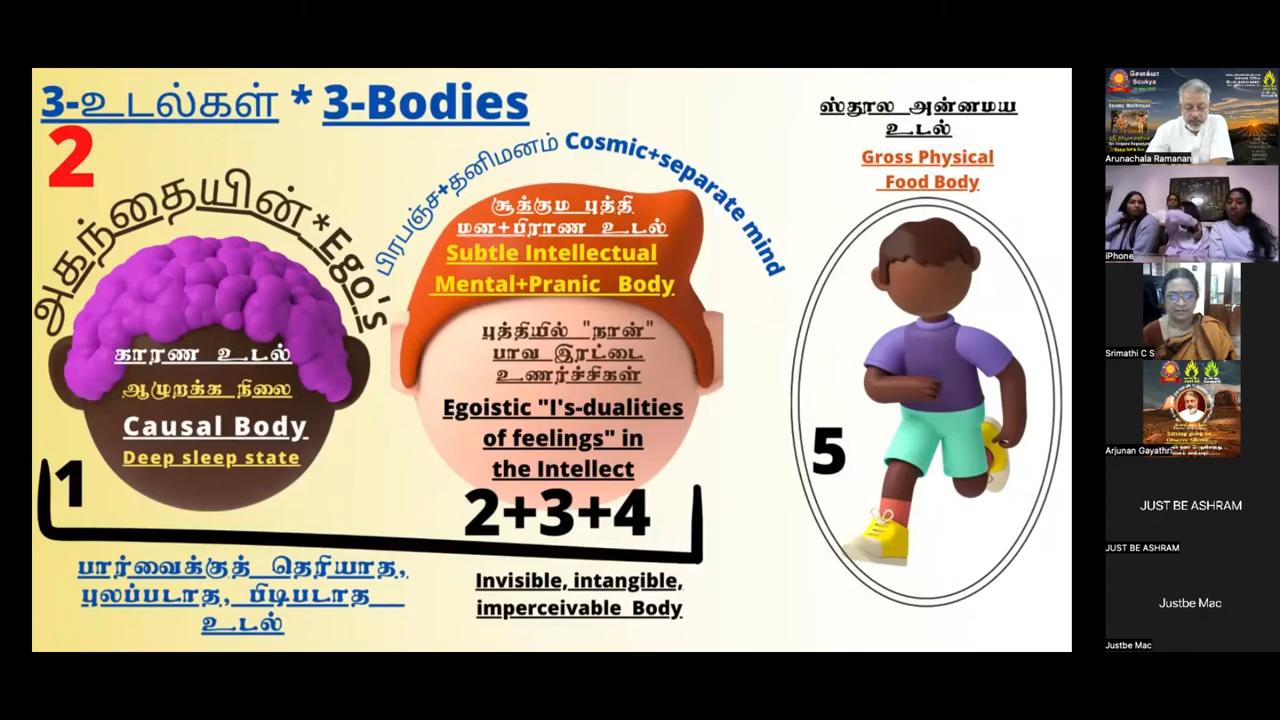 3-உடல்கள் * 3-Bodies
2
அகந்தையின்*Ego's
காரண உடல்
ஆழுறக்க நிலை
Causal Body
Deep sleep state
1
பிரபஞ்ச+தனிமனம் Cosmic+separate mind
சூக்கும புத்தி
மன+பிராண உடல்
Subtle Intellectual
Mental+Pranic Body
புத்தியில் "நான்"
பாவ இரட்டை
உணர்ச்சிகள்
Egoistic "I's-dualities
of feelings" in
the Intellect
2+3+4
பார்வைக்குத் தெரியாத,
புலப்படாத, பிடிபடாத
உடல்
Invisible, intangible,
imperceivable Body
ஸ்தூல அன்னமய
உடல்
Gross Physical
Food Body
5
சௌக்யா
Soukya
Arunachala Ramanan
iPhone
Srimathi C S
Arjunan Gayathri
JUST BE ASHRAM
JUST BE ASHRAM
Justbe Mac
Justbe Mac